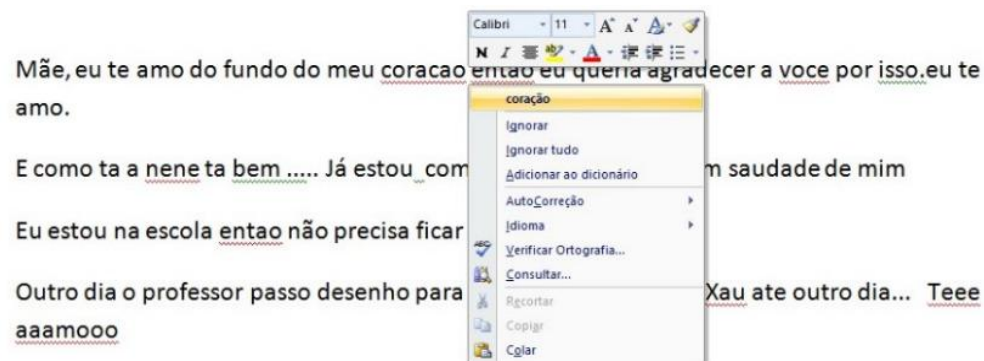 Calibri 11 A A A
N I ab A
Mãe, eu te amo do fundo do meu coracao entao eu queria agradecer a voce por isso.eu te
amo.
coração
Ignorar
Ignorar tudo
E como ta a nene ta bem ..... Já estou com saudade de mim
Adicionar ao dicionário
AutoCorreção
Idioma
Eu estou na escola entao não precisa ficar
Verificar Ortografia...
Consultar...
Outro dia o professor passo desenho para Xau ate outro dia... Teee
Recortar
Copiar
aaamooo
Colar